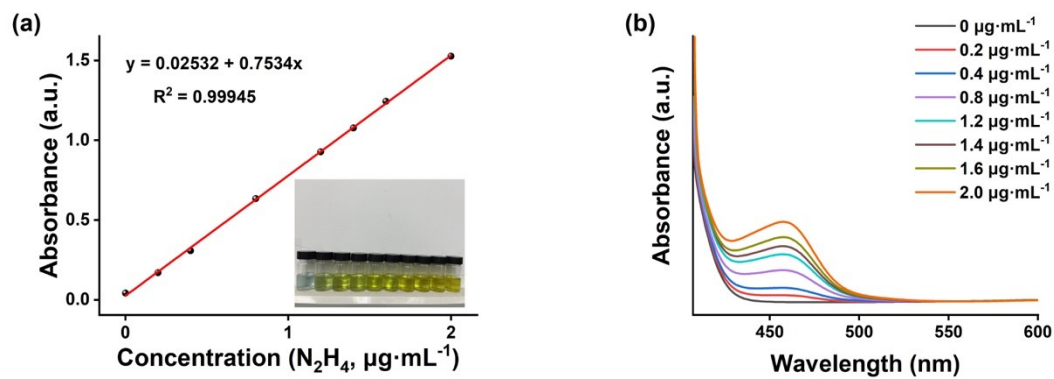 (a)
y = 0.02532 + 0.7534x
R² = 0.99945
Absorbance (a.u.)
1.5
1.0
0.5
0.0
0 1 2
Concentration (N₂H₄, µg·mL⁻¹)
(b)
0 µg·mL⁻¹
0.2 µg·mL⁻¹
0.4 µg·mL⁻¹
0.8 µg·mL⁻¹
1.2 µg·mL⁻¹
1.4 µg·mL⁻¹
1.6 µg·mL⁻¹
2.0 µg·mL⁻¹
Absorbance (a.u.)
450 500 550 600
Wavelength (nm)